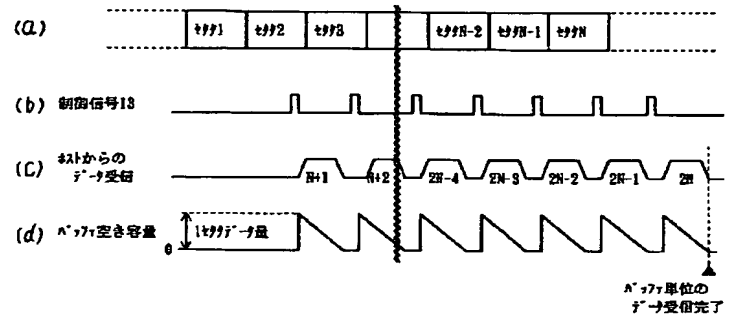 (a) ｾｸﾀ1 ｾｸﾀ2 ｾｸﾀ3 ｾｸﾀN-2 ｾｸﾀN-1 ｾｸﾀN
(b) 制御信号13
(c) ﾎｽﾄからの
ﾃﾞｰﾀ受信
N+1 N+2 2N-4 2N-3 2N-2 2N-1 2N
(d) ﾊﾞｯﾌｧ空き容量
1ｾｸﾀﾃﾞｰﾀ量
0
ﾊﾞｯﾌｧ単位の
ﾃﾞｰﾀ受信完了